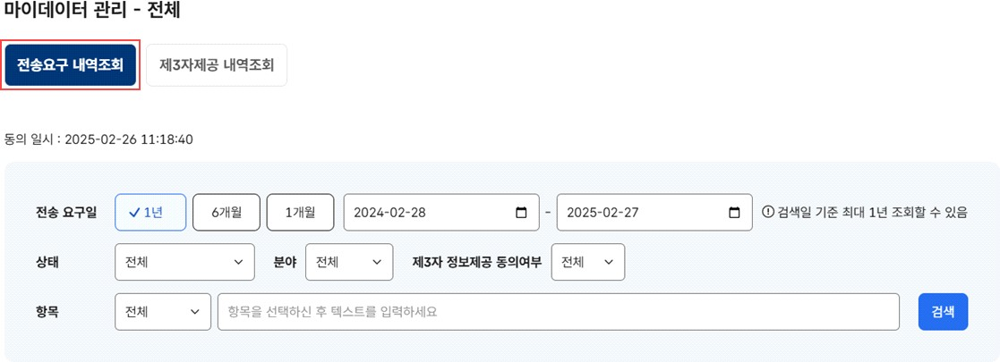 마이데이터 관리 - 전체
전송요구 내역조회 제3자제공 내역조회
동의 일시 : 2025-02-26 11:18:40
전송 요구일 1년 6개월 1개월 2024-02-28 - 2025-02-27 검색일 기준 최대 1년 조회할 수 있음
상태 전체 분야 전체 제3자 정보제공 동의여부 전체
항목 전체 항목을 선택하신 후 텍스트를 입력하세요 검색